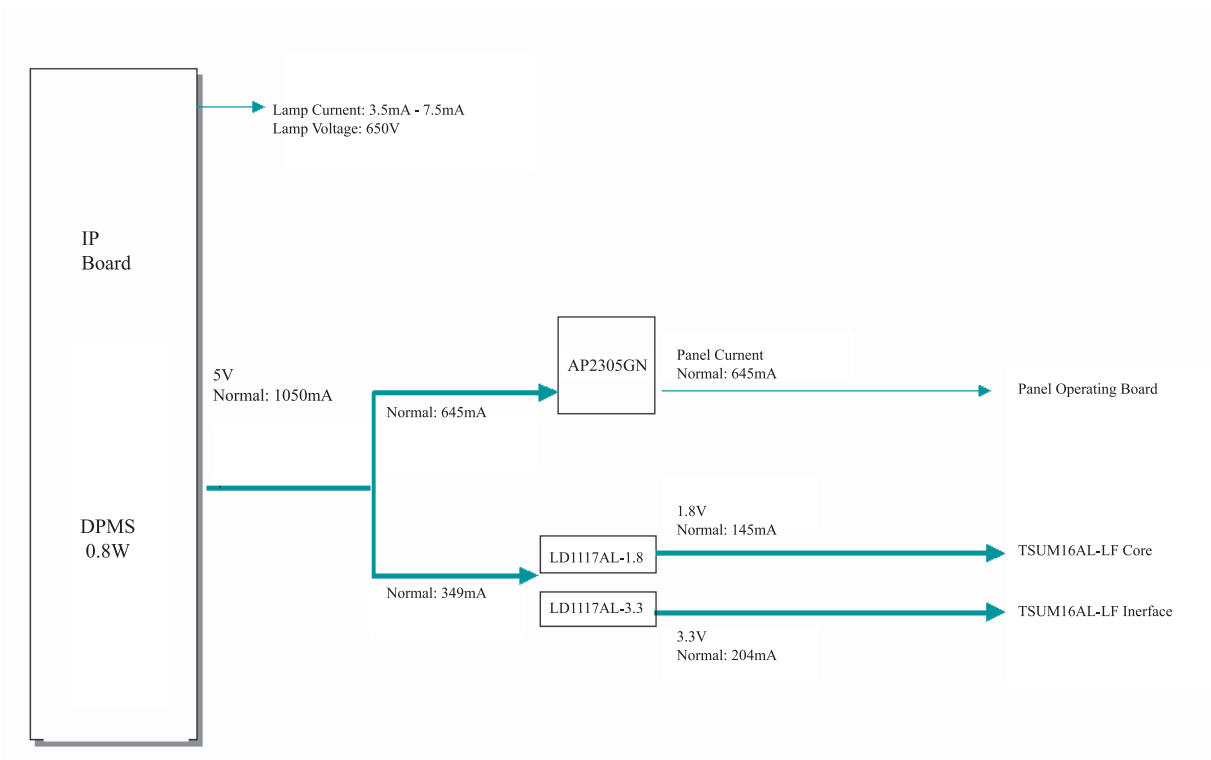 Lamp Current: 3.5mA - 7.5mA
Lamp Voltage: 650V
IP
Board
DPMS
0.8W
5V
Normal: 1050mA
Normal: 645mA
AP2305GN
Panel Current
Normal: 645mA
Panel Operating Board
Normal: 349mA
LD1117AL-1.8
1.8V
Normal: 145mA
TSUM16AL-LF Core
LD1117AL-3.3
3.3V
Normal: 204mA
TSUM16AL-LF Inerface